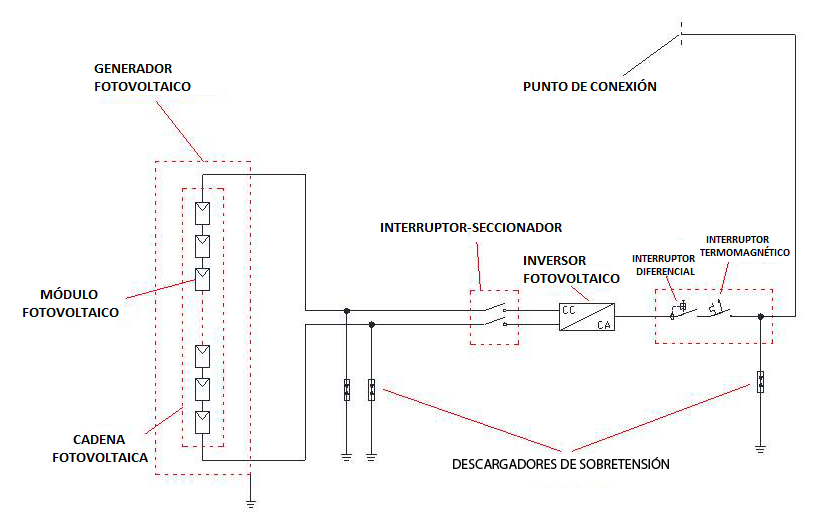 GENERADOR
FOTOVOLTAICO
PUNTO DE CONEXIÓN
INTERRUPTOR-SECCIONADOR
INVERSOR
FOTOVOLTAICO
INTERRUPTOR
DIFERENCIAL
INTERRUPTOR
TERMOMAGNÉTICO
MÓDULO
FOTOVOLTAICO
CC
CA
CADENA
FOTOVOLTAICA
DESCARGADORES DE SOBRETENSIÓN